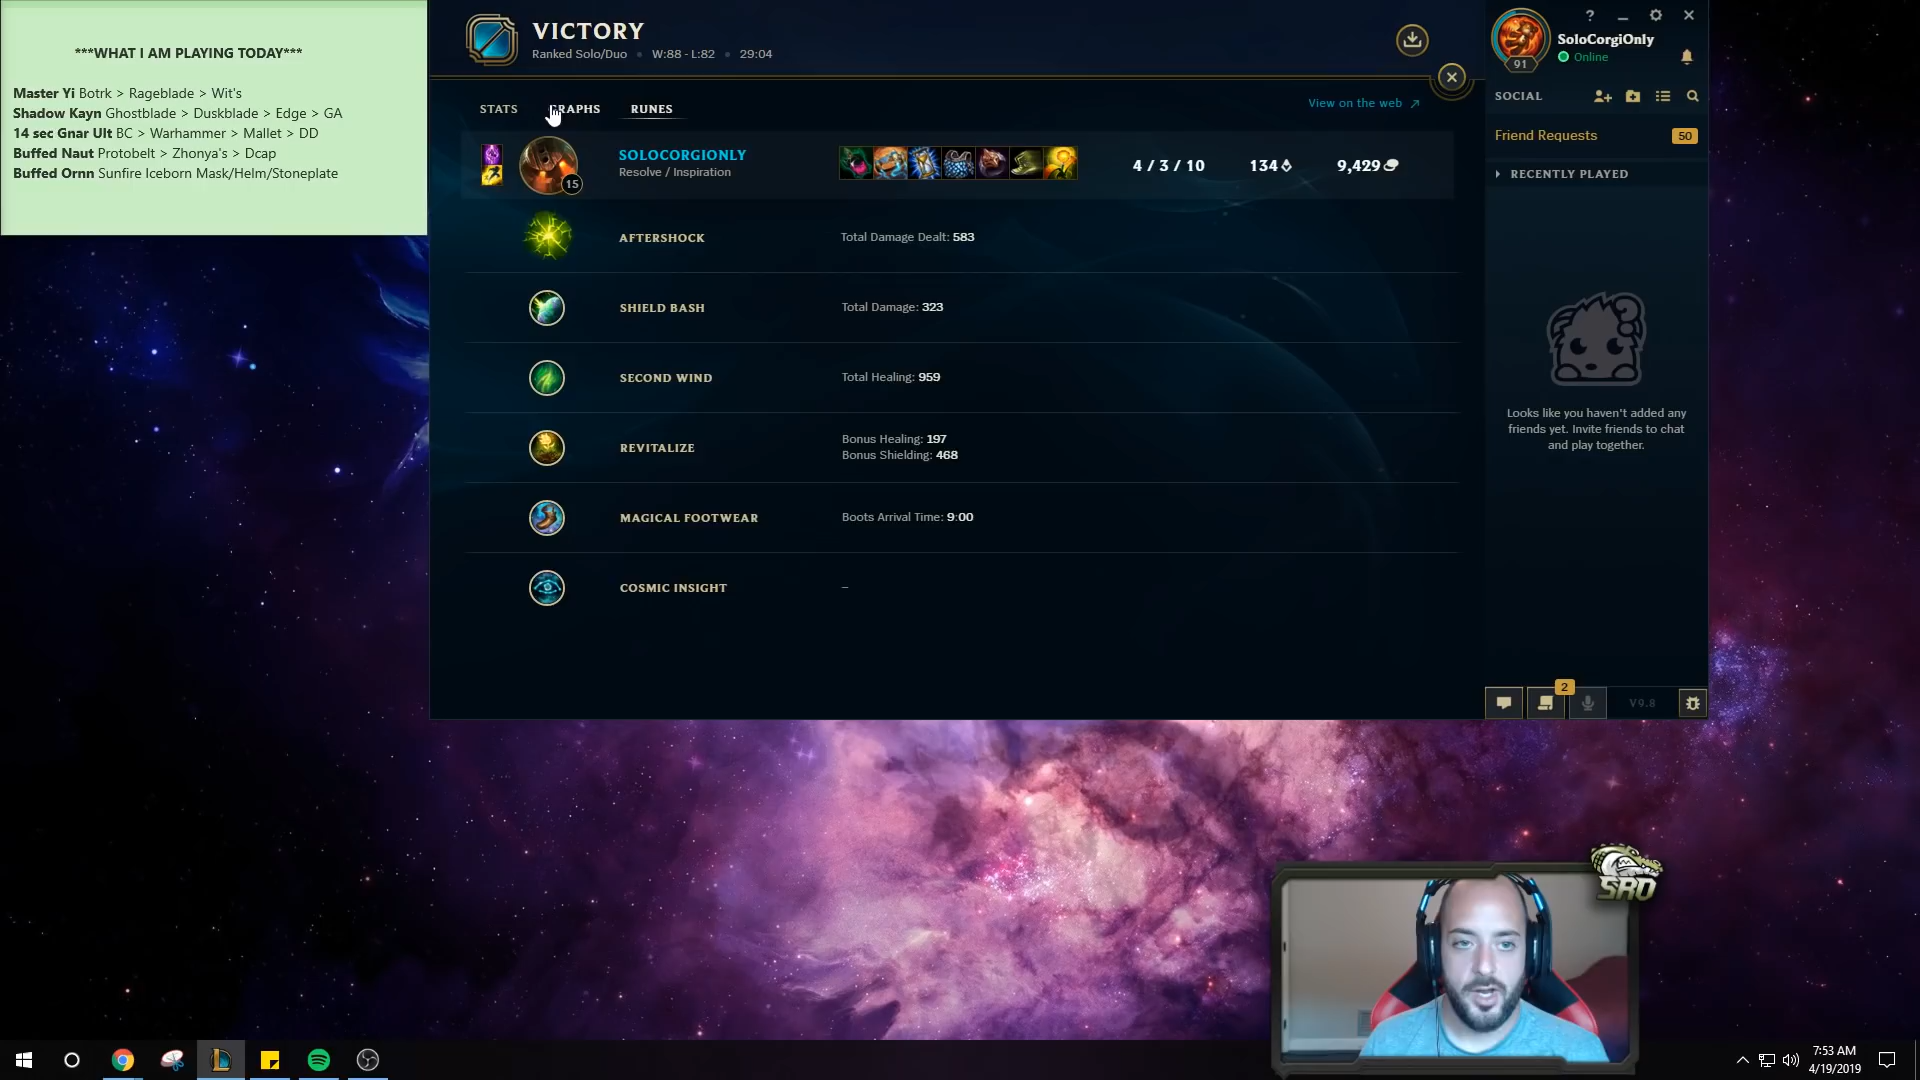 ***WHAT I AM PLAYING TODAY***
Master Yi Botrk > Rageblade > Wit's
Shadow Kayn Ghostblade > Duskblade > Edge > GA
14 sec Gnar Ult BC > Warhammer > Mallet > DD
Buffed Naut Protobelt > Zhonya's > Dcap
Buffed Ornn Sunfire Iceborn Mask/Helm/Stoneplate
VICTORY
Ranked Solo/Duo • W:88 - L:82 • 29:04
STATS
RUNES
View on the web
SOLOCORGIONLY
Resolve / Inspiration
15
4 / 3 / 10
134
9,429
AFTERSHOCK
Total Damage Dealt: 583
SHIELD BASH
Total Damage: 323
SECOND WIND
Total Healing: 959
REVITALIZE
Bonus Healing: 197
Bonus Shielding: 468
MAGICAL FOOTWEAR
Boots Arrival Time: 9:00
COSMIC INSIGHT
–
?
SoloCorgiOnly
91
Online
SOCIAL
Friend Requests
50
RECENTLY PLAYED
Looks like you haven't added any
friends yet. Invite friends to chat
and play together.
2
V9.8
SRO
7:53 AM
4/19/2019